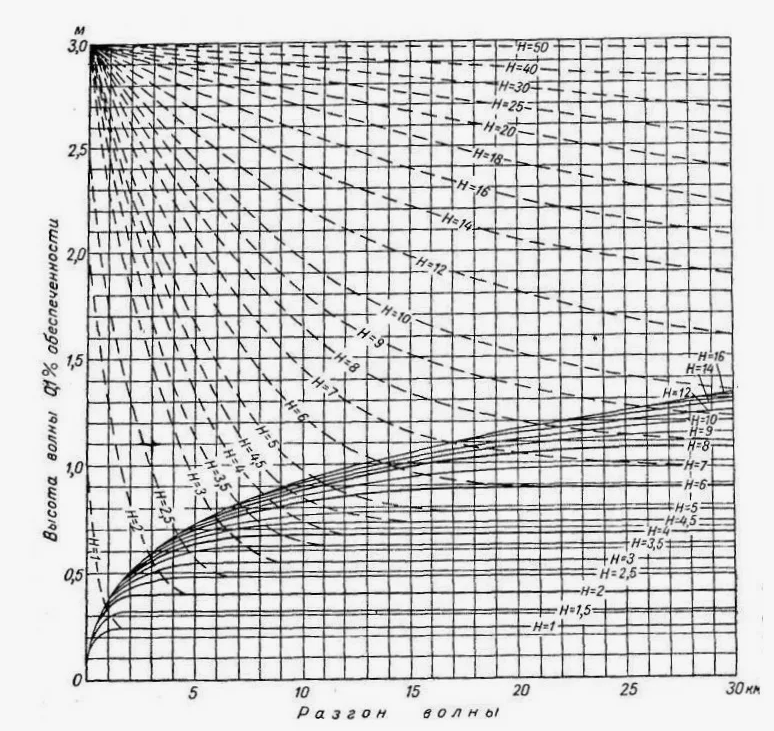 м
3,0
H=50
H=40
H=30
H=25
H=20
2,5
H=18
H=16
H=14
2,0
H=12
H=10
H=9
1,5
H=8
H=16
H=14
H=7
H=12
H=6
H=10
H=9
H=5
H=8
1,0
H=4,5
H=4
H=7
H=3,5
H=6
H=3
H=2,5
H=5
H=2
H=4,5
H=4
H=1
H=3,5
H=3
0,5
H=2,5
H=2
H=1,5
H=1
0
5
10
15
20
25
30 км
Высота волны 0,1% обеспеченности
Разгон волны